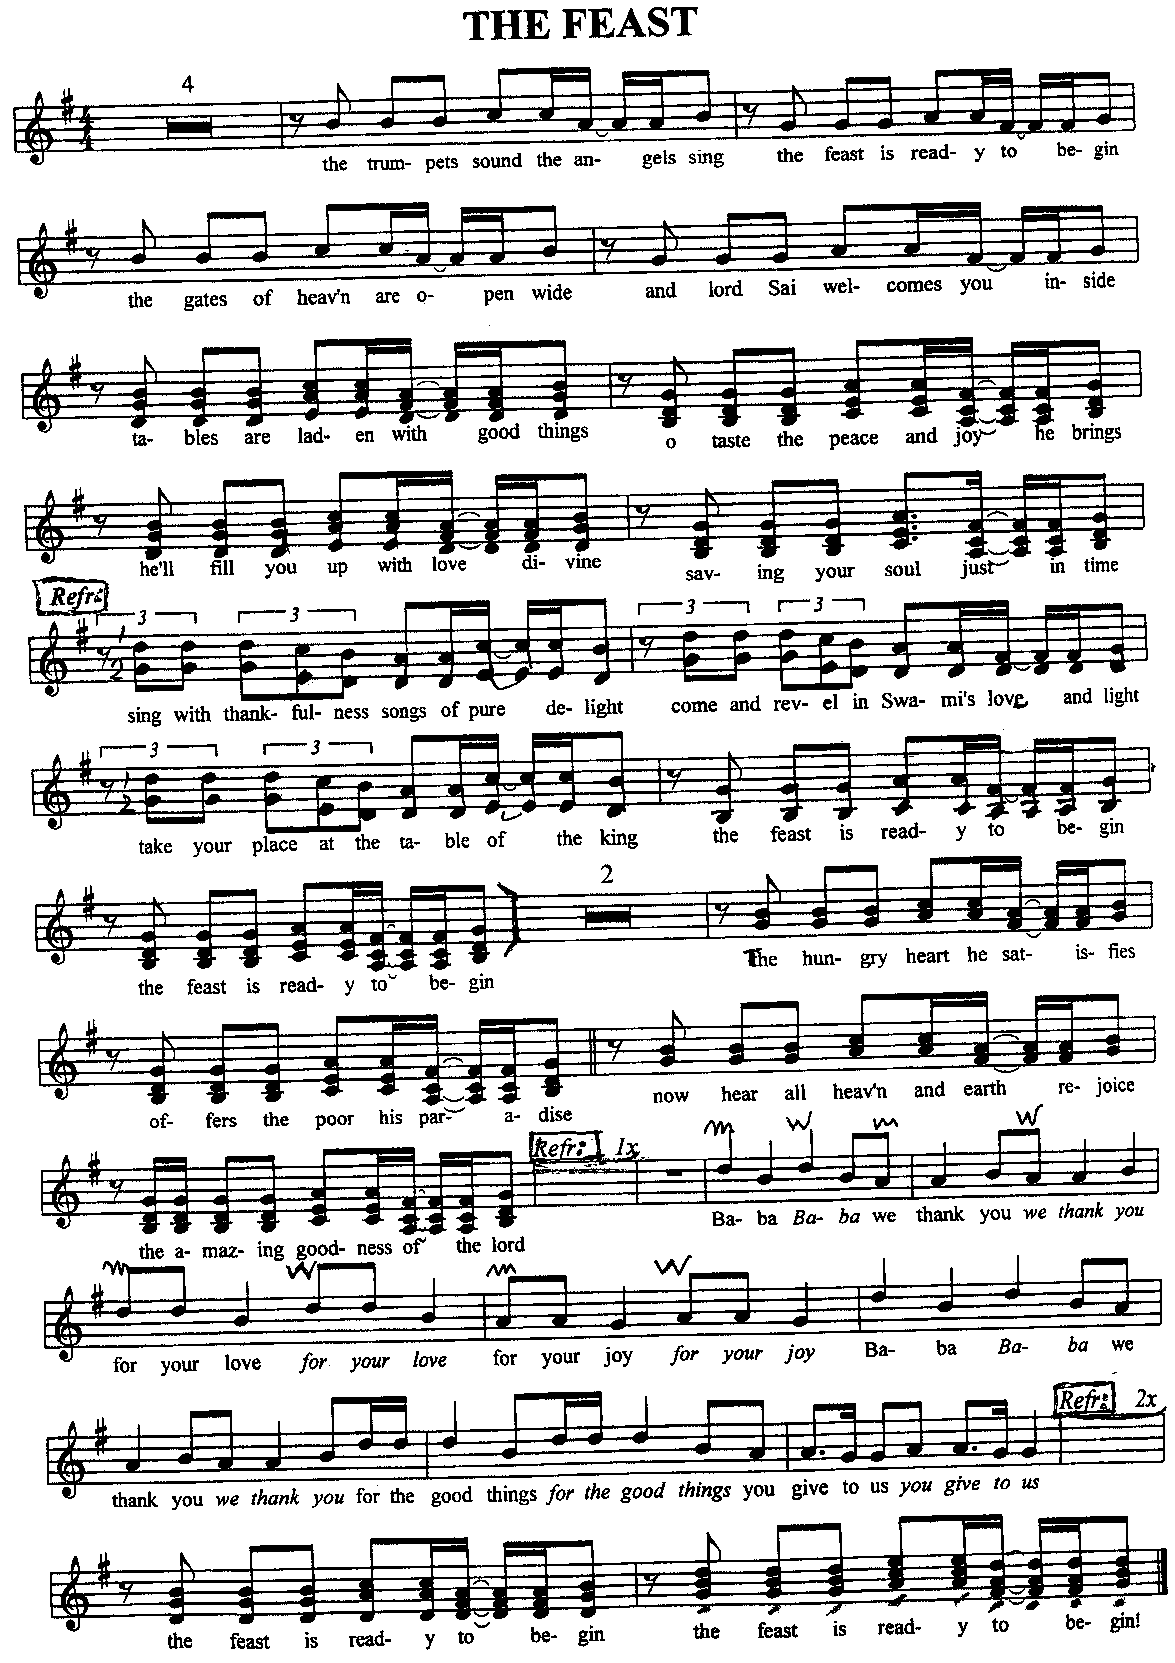 THE FEAST
4
the trum- pets sound the an- gels sing the feast is read- y to be- gin
the gates of heav'n are o- pen wide and lord Sai wel- comes you in- side
ta- bles are lad- en with good things o taste the peace and joy he brings
he'll fill you up with love di- vine sav- ing your soul just in time
Refr:
3 3 3 3
sing with thank- ful- ness songs of pure de- light come and rev- el in Swa- mi's love and light
3 3
take your place at the ta- ble of the king the feast is read- y to be- gin
2
the feast is read- y to be- gin The hun- gry heart he sat- is- fies
of- fers the poor his par- a- dise now hear all heav'n and earth re- joice
Refr: 1x m w m w
the a- maz- ing good- ness of the lord Ba- ba Ba- ba we thank you we thank you
m w m w
for your love for your love for your joy for your joy Ba- ba Ba- ba we
Refr: 2x
thank you we thank you for the good things for the good things you give to us you give to us
the feast is read- y to be- gin the feast is read- y to be- gin!